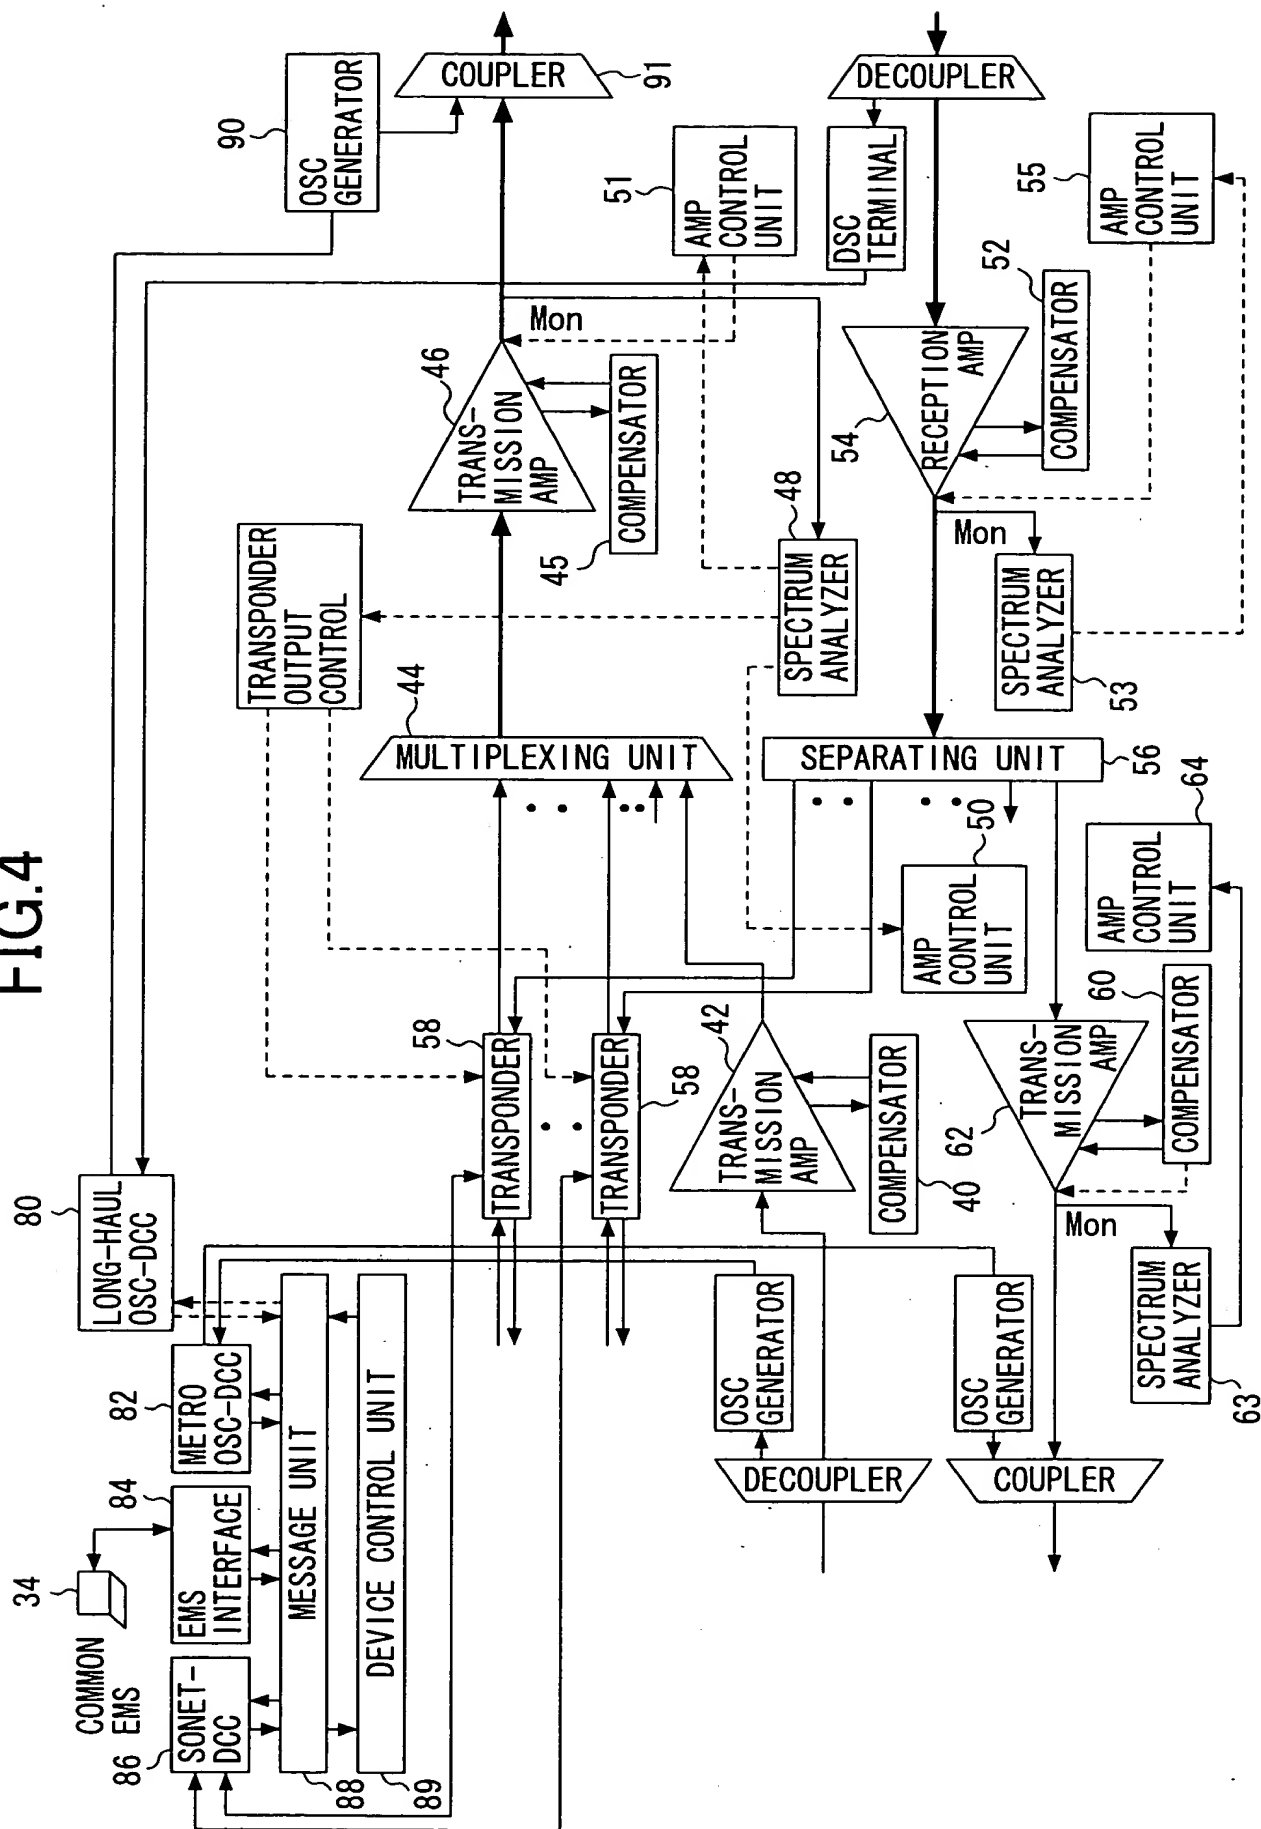 FIG.4
34
COMMON
EMS
86
SONET-
DCC
84
EMS
INTERFACE
82
METRO
OSC-DCC
80
LONG-HAUL
OSC-DCC
MESSAGE UNIT
88
DEVICE CONTROL UNIT
89
TRANSPONDER
OUTPUT
CONTROL
90
OSC
GENERATOR
COUPLER
91
58
TRANSPONDER
TRANSPONDER
58
44
MULTIPLEXING UNIT
46
TRANS-
MISSION
AMP
Mon
45
COMPENSATOR
51
AMP
CONTROL
UNIT
48
SPECTRUM
ANALYZER
42
TRANS-
MISSION
AMP
COMPENSATOR
40
OSC
GENERATOR
DECOUPLER
50
AMP
CONTROL
UNIT
SEPARATING UNIT
56
DSC
TERMINAL
DECOUPLER
54
RECEPTION
AMP
Mon
52
COMPENSATOR
55
AMP
CONTROL
UNIT
SPECTRUM
ANALYZER
53
OSC
GENERATOR
COUPLER
62
TRANS-
MISSION
AMP
Mon
60
COMPENSATOR
64
AMP
CONTROL
UNIT
SPECTRUM
ANALYZER
63